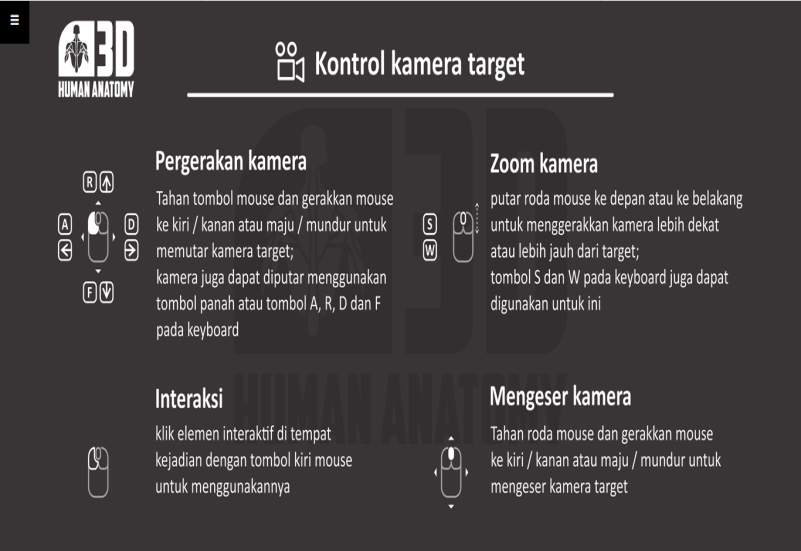 3D
HUMAN ANATOMY
Kontrol kamera target
Pergerakan kamera
Tahan tombol mouse dan gerakkan mouse
ke kiri / kanan atau maju / mundur untuk
memutar kamera target;
kamera juga dapat diputar menggunakan
tombol panah atau tombol A, R, D dan F
pada keyboard
R
A
D
F
Zoom kamera
putar roda mouse ke depan atau ke belakang
untuk menggerakkan kamera lebih dekat
atau lebih jauh dari target;
tombol S dan W pada keyboard juga dapat
digunakan untuk ini
S
W
Interaksi
klik elemen interaktif di tempat
kejadian dengan tombol kiri mouse
untuk menggunakannya
Mengeser kamera
Tahan roda mouse dan gerakkan mouse
ke kiri / kanan atau maju / mundur untuk
mengeser kamera target
3D
HUMAN ANATOMY